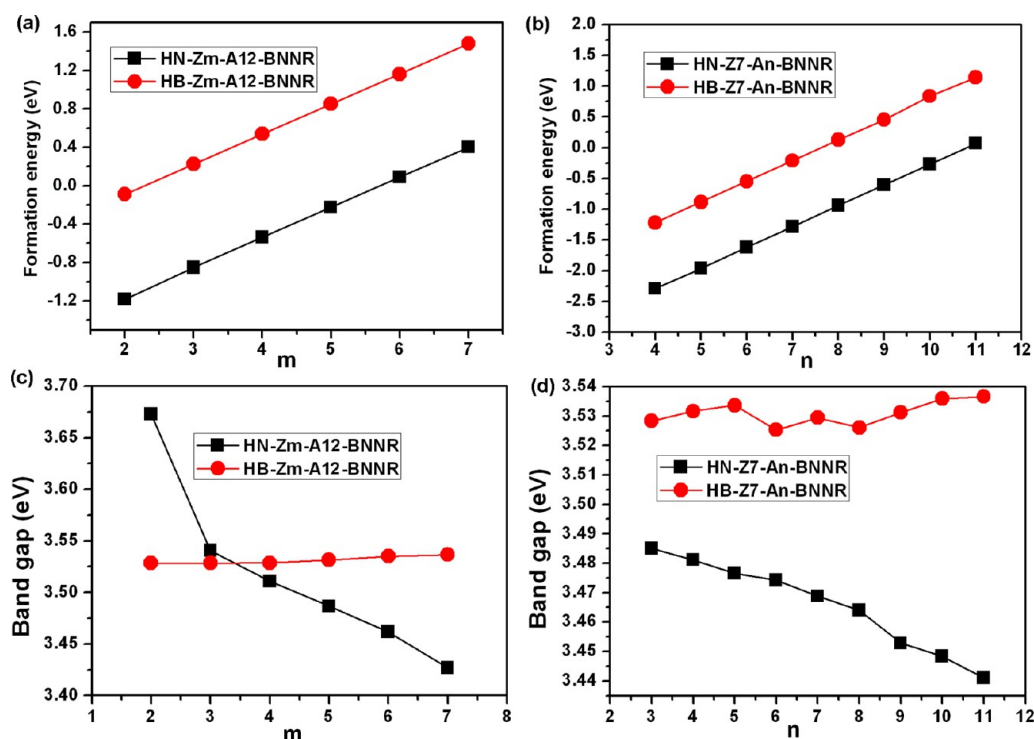 (a)
1.6
1.2
0.8
0.4
0.0
-0.4
-0.8
-1.2
Formation energy (eV)
HN-Zm-A12-BNNR
HB-Zm-A12-BNNR
2 3 4 5 6 7
m
(b)
2.0
1.5
1.0
0.5
0.0
-0.5
-1.0
-1.5
-2.0
-2.5
-3.0
Formation energy (eV)
HN-Z7-An-BNNR
HB-Z7-An-BNNR
3 4 5 6 7 8 9 10 11 12
n
(c)
3.70
3.65
3.60
3.55
3.50
3.45
3.40
Band gap (eV)
HN-Zm-A12-BNNR
HB-Zm-A12-BNNR
1 2 3 4 5 6 7 8
m
(d)
3.54
3.53
3.52
3.49
3.48
3.47
3.46
3.45
3.44
Band gap (eV)
HN-Z7-An-BNNR
HB-Z7-An-BNNR
2 3 4 5 6 7 8 9 10 11 12
n